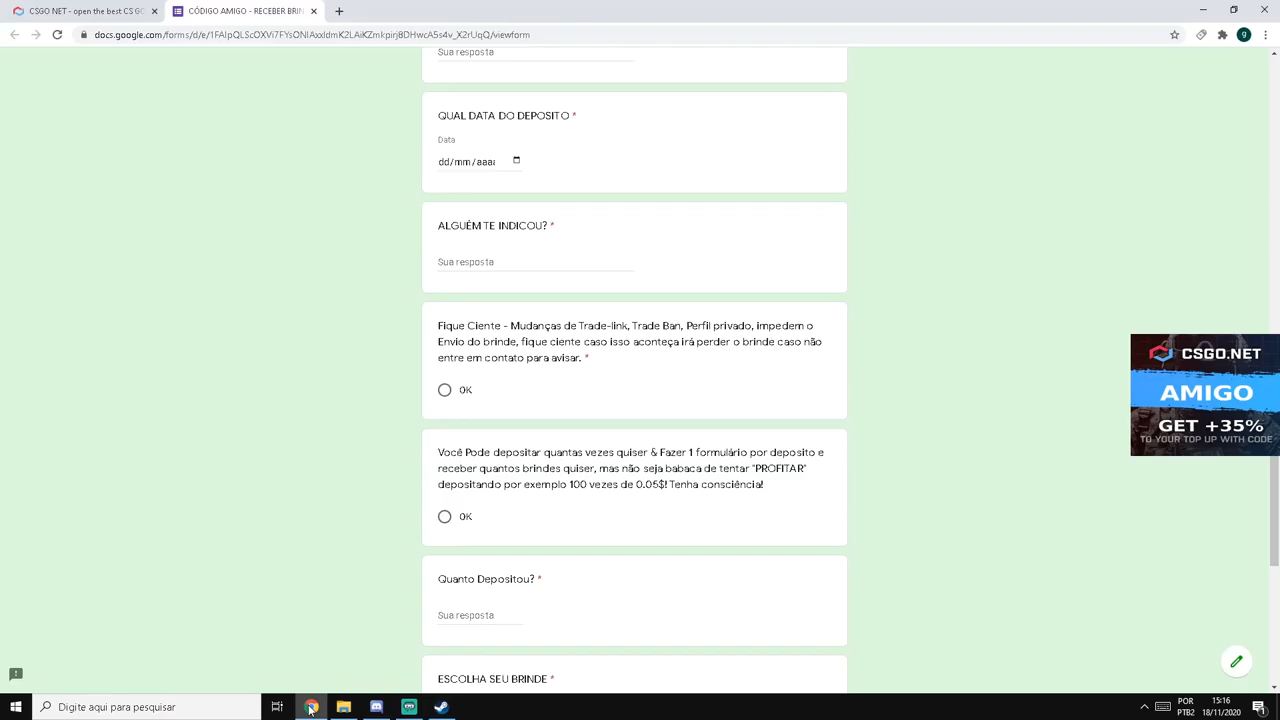 CSGO.NET - open the best CS GO
CÓDIGO AMIGO - RECEBER BRIN
docs.google.com/forms/d/e/
/viewform
g
Sua resposta
QUAL DATA DO DEPOSITO *
Data
dd/mm/aaaa
ALGUÉM TE INDICOU? *
Sua resposta
Fique Ciente - Mudanças de Trade-link, Trade Ban, Perfil privado, impedem o
Envio do brinde, fique ciente caso isso aconteça irá perder o brinde caso não
entre em contato para avisar. *
OK
Você Pode depositar quantas vezes quiser & Fazer 1 formulário por deposito e
receber quantos brindes quiser, mas não seja babaca de tentar "PROFITAR"
depositando por exemplo 100 vezes de 0.05$! Tenha consciência!
OK
Quanto Depositou? *
Sua resposta
ESCOLHA SEU BRINDE *
CSGO.NET
AMIGO
GET +35%
TO YOUR TOP UP WITH CODE
Digite aqui para pesquisar
POR
PTB2
15:16
18/11/2020
1